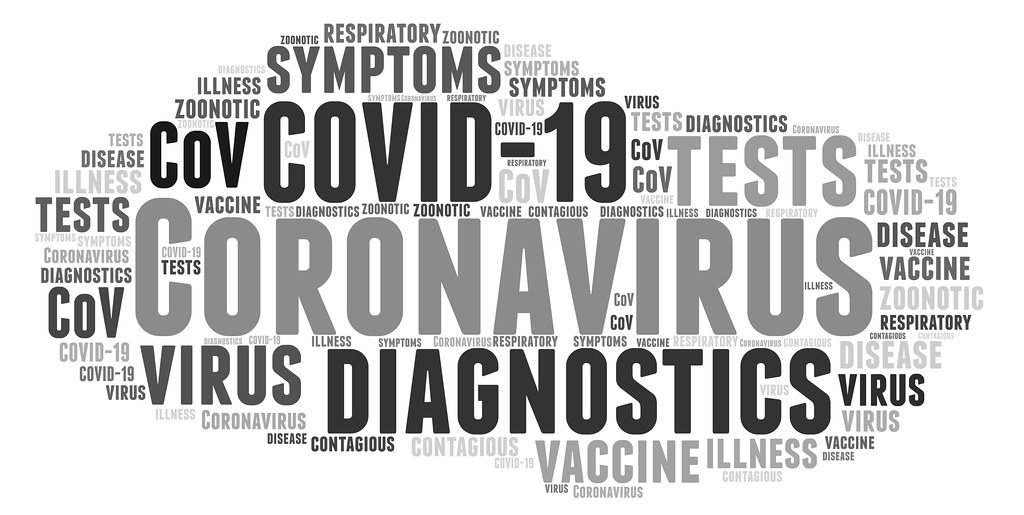 ZOONOTIC RESPIRATORY ZOONOTIC
SYMPTOMS DISEASE
DIAGNOSTICS SYMPTOMS
ILLNESS SYMPTOMS
SYMPTOMS CORONAVIRUS RESPIRATORY
ZOONOTIC VIRUS VIRUS
ZOONOTIC COVID-19 TESTS DIAGNOSTICS CORONAVIRUS
TESTS CoV COVID-19 CoV TESTS DISEASE
DISEASE CoV RESPIRATORY ILLNESS
ILLNESS CoV CoV TESTS TESTS
VACCINE VACCINE COVID-19
TESTS TESTS DIAGNOSTICS ZOONOTIC ZOONOTIC VACCINE CONTAGIOUS DIAGNOSTICS ILLNESS DIAGNOSTICS RESPIRATORY
SYMPTOMS SYMPTOMS CORONAVIRUS DISEASE
CORONAVIRUS COVID-19 VACCINE
DIAGNOSTICS TESTS VACCINE
CoV CoV ILLNESS ZOONOTIC
CoV RESPIRATORY
DIAGNOSTICS COVID-19 ILLNESS SYMPTOMS CORONAVIRUS RESPIRATORY SYMPTOMS VACCINE RESPIRATORY CORONAVIRUS CONTAGIOUS CONTAGIOUS CONTAGIOUS
COVID-19 VIRUS DIAGNOSTICS DISEASE
COVID-19 VIRUS VIRUS
VIRUS VIRUS
ILLNESS CORONAVIRUS
DISEASE CONTAGIOUS CONTAGIOUS VACCINE ILLNESS VACCINE
COVID-19 DISEASE
CONTAGIOUS
VIRUS CORONAVIRUS